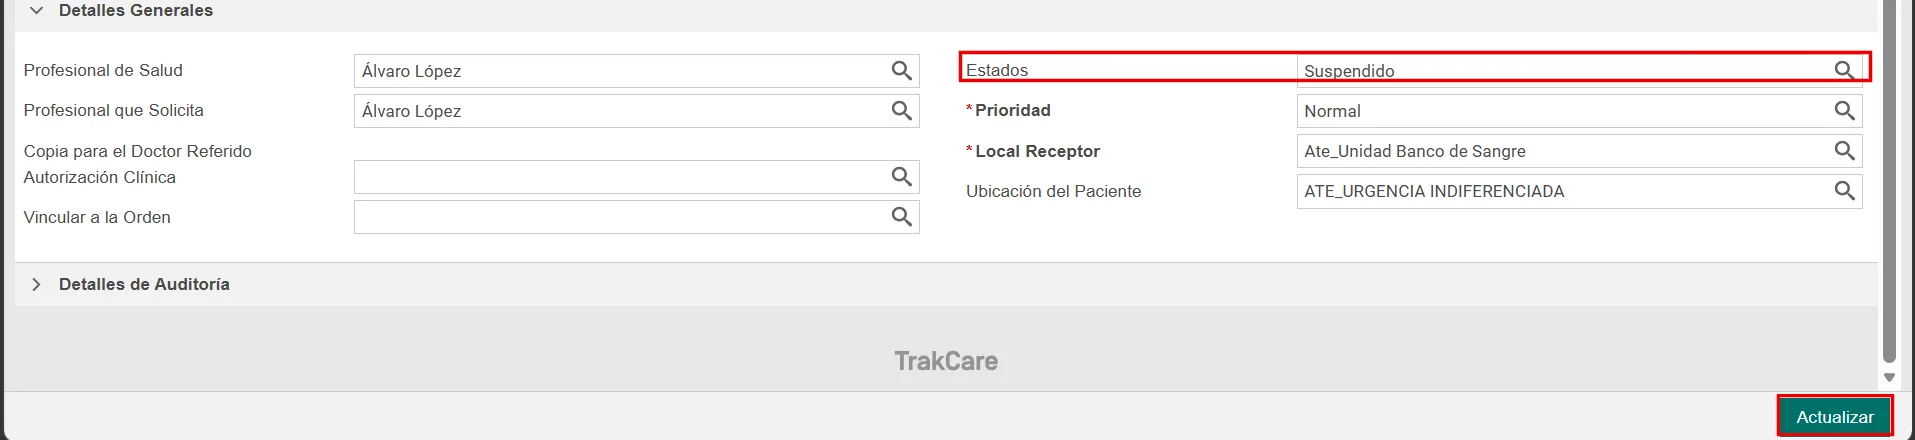 Detalles Generales
Profesional de Salud Álvaro López
Estados Suspendido
Profesional que Solicita Álvaro López
*Prioridad Normal
Copia para el Doctor Referido
*Local Receptor Ate_Unidad Banco de Sangre
Autorización Clínica
Ubicación del Paciente ATE_URGENCIA INDIFERENCIADA
Vincular a la Orden
Detalles de Auditoría
TrakCare
Actualizar